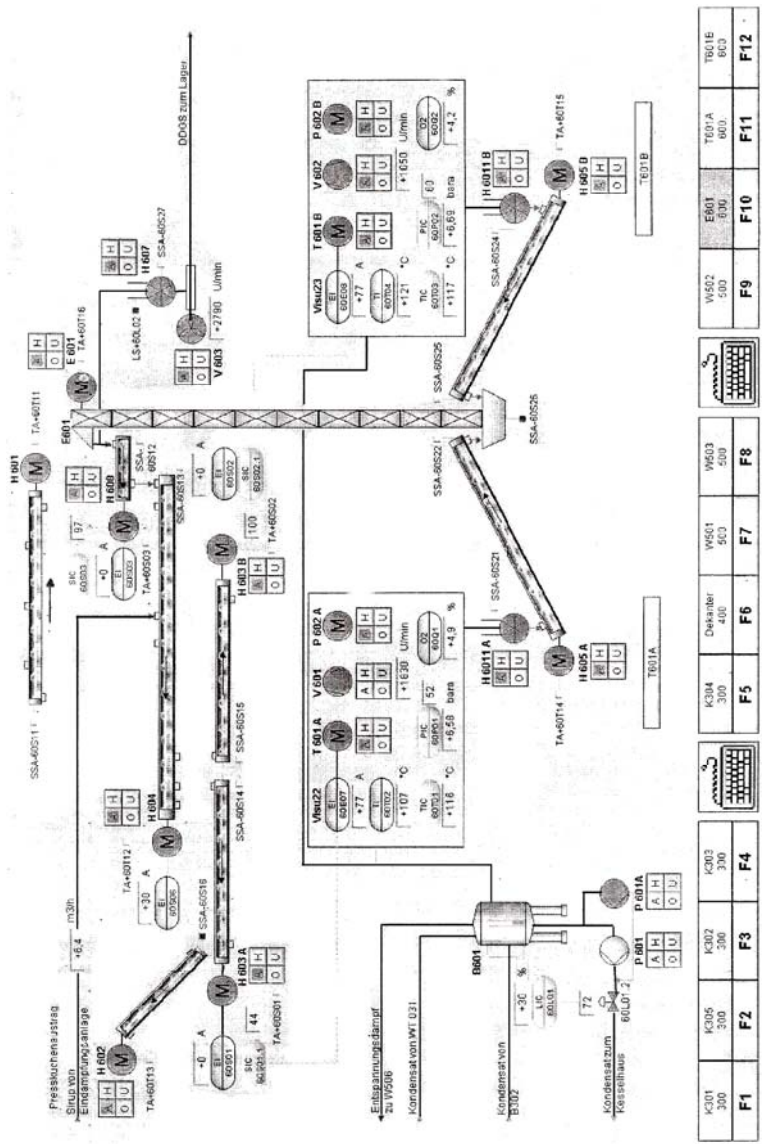 Presskuchenaustrag
Sirup von
Eindampfungsanlage
+6,4
m3/h
SSA-60S11
H 601
TA+60T11
E 601
A H
O U
TA+60T16
E601
H 607
A H
O U
SSA-60S27
LS+60L02
DDGS zum Lager
V 603
A H
O U
+2790
U/min
H 600
A H
O U
SSA-
60S12
97
SIC
60S03
+0
A
EI
60S03
TA+60S03
SSA-60S13
H 604
A H
O U
TA+60T12
+30
A
EI
60S06
+0
A
EI
60S02
SIC
60S02.1
100
TA+60S02
H 603 B
A H
O U
SSA-60S15
SSA-60S14
SSA-60S16
H 602
A H
O U
TA+60T13
H 603 A
A H
O U
44
TA+60S01
+0
A
EI
60S01
SIC
60S01.1
Visu22
T 601 A
V 601
P 602 A
A H
O U
A H
O U
A H
O U
EI
60E07
+77
A
TI
60T02
+107
°C
TIC
60T01
+116
°C
+1830
U/min
52
PIC
60P01
+6,58
bara
O2
60Q1
+4,9
%
Visu23
T 601 B
V 602
P 602 B
A H
O U
A H
O U
A H
O U
EI
60E08
+77
A
TI
60T04
+121
°C
TIC
60T03
+117
°C
+1050
U/min
60
PIC
60P02
+6,69
bara
O2
60Q2
+4,2
%
H 6011 A
A H
O U
SSA-60S21
SSA-60S22
SSA-60S25
SSA-60S26
SSA-60S24
H 6011 B
A H
O U
TA+60T14
H 605 A
A H
O U
T601A
TA+60T15
H 605 B
A H
O U
T601B
Entspannungsdampf
zu W506
Kondensat von WT 031
Kondensat von
B302
B601
+30
%
LIC
60L01
72
60L01.2
Kondensat zum
Kesselhaus
P 601
A H
O U
P 601A
A H
O U
K301 300 F1
K305 300 F2
K302 300 F3
K303 300 F4
K304 300 F5
Dekanter 400 F6
W501 500 F7
W503 500 F8
W502 500 F9
E601 600 F10
T601A 600. F11
T601B 600 F12